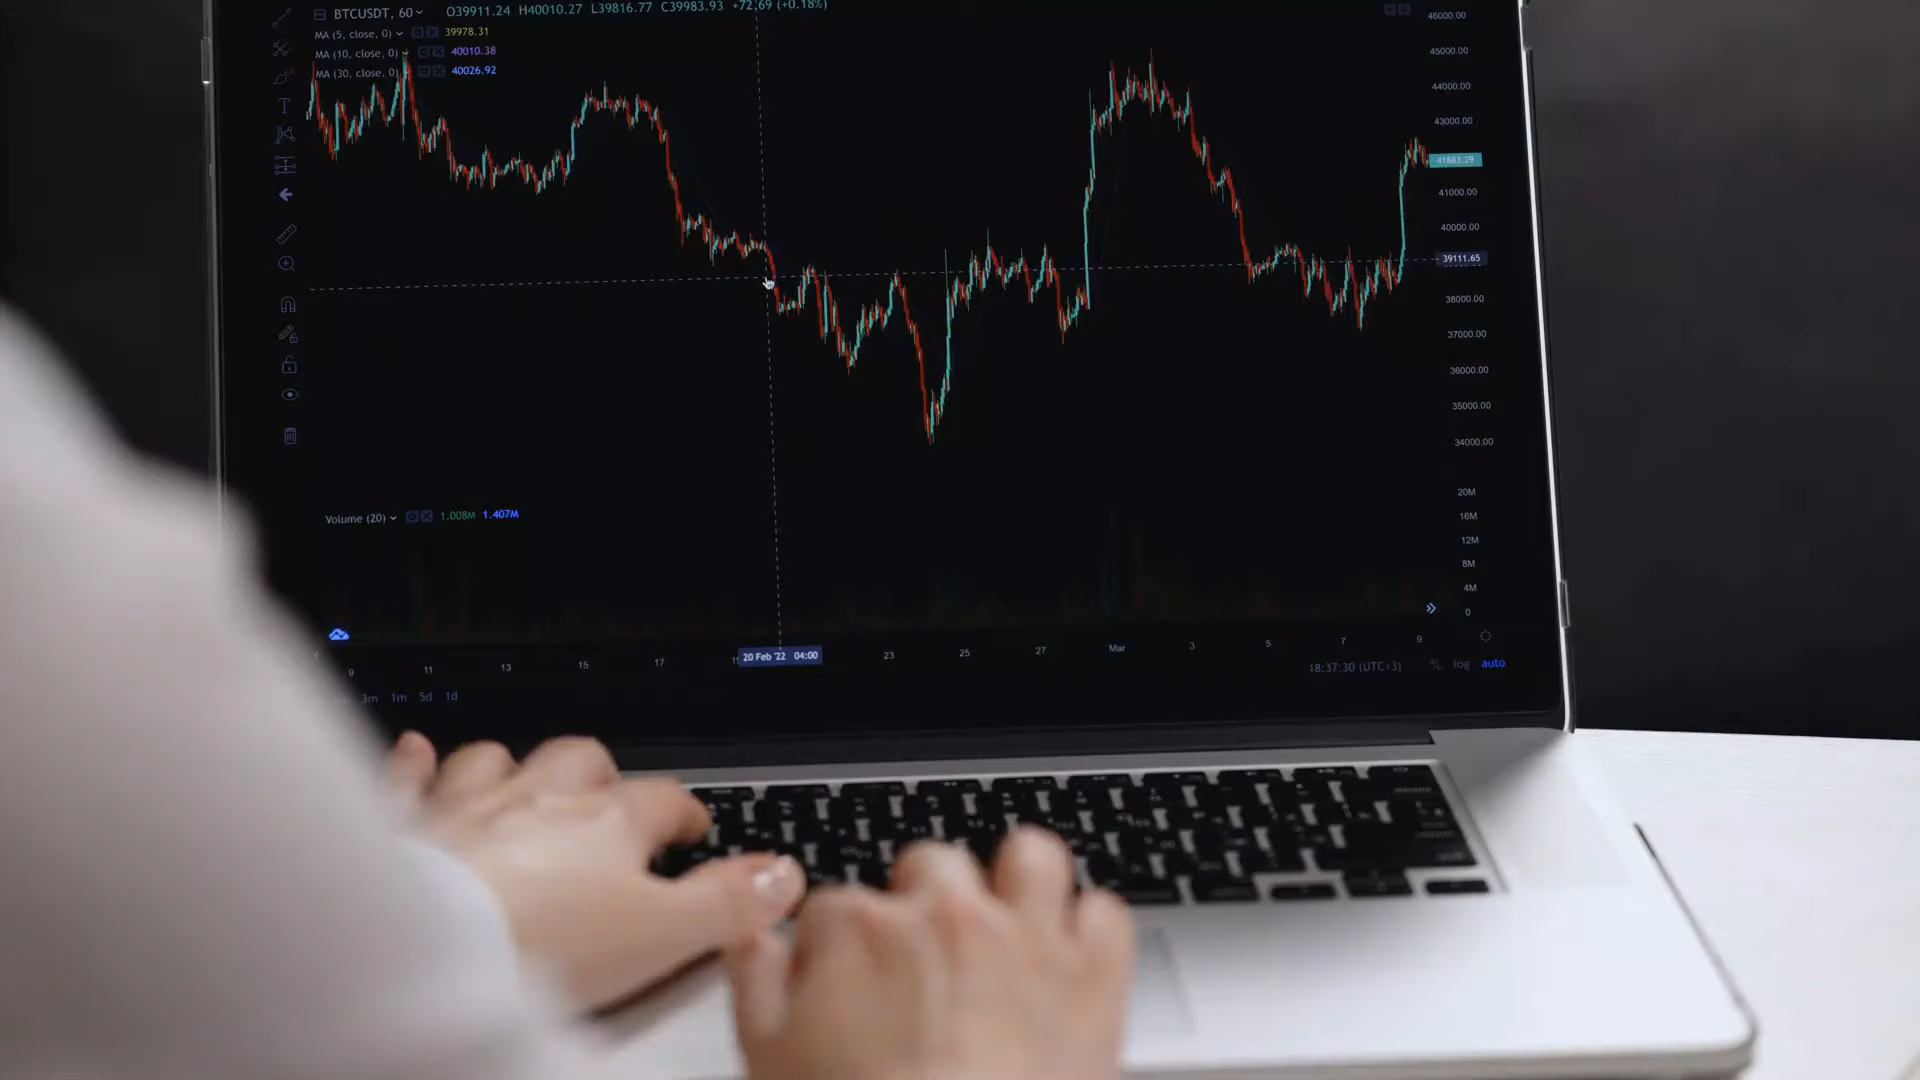 BTCUSDT, 60 O39911.24 H40010.27 L39816.77 C39983.93 +72.69 (+0.18%)
MA (5, close, 0) 39978.31
MA (10, close, 0) 40010.38
MA (30, close, 0) 40026.92
T
46000.00
45000.00
44000.00
43000.00
41883.29
41000.00
40000.00
39111.65
38000.00
37000.00
36000.00
35000.00
34000.00
Volume (20) 1.008M 1.407M
20M
16M
12M
8M
4M
0
9 11 13 15 17 20 Feb '22 04:00 23 25 27 Mar 3 5 7 9
3m 1m 5d 1d
18:37:30 (UTC+3) % log auto